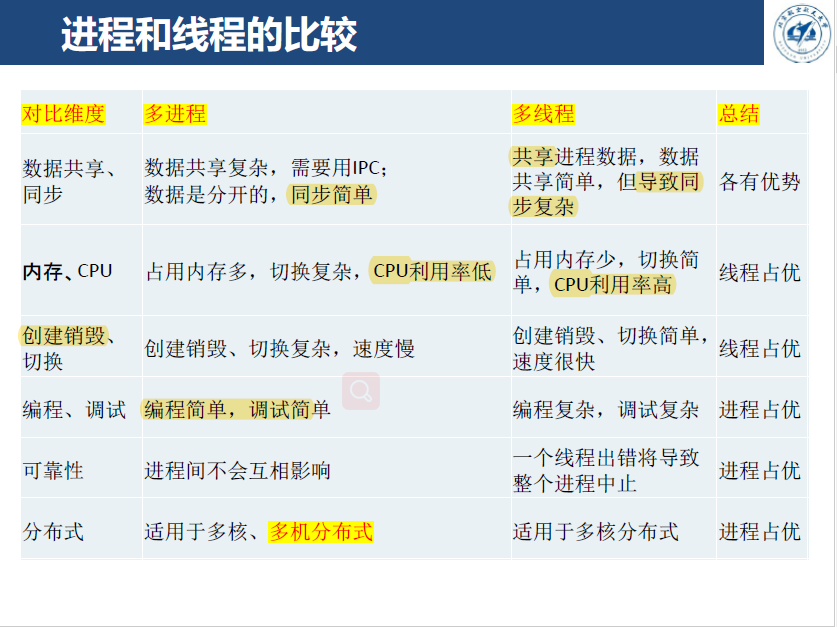 进程和线程的比较
对比维度 多进程 多线程 总结
数据共享、
同步
数据共享复杂，需要用IPC；
数据是分开的，同步简单
共享进程数据，数据
共享简单，但导致同
步复杂
各有优势
内存、CPU
占用内存多，切换复杂，CPU利用率低
占用内存少，切换简
单，CPU利用率高
线程占优
创建销毁、
切换
创建销毁、切换复杂，速度慢
创建销毁、切换简单，
速度很快
线程占优
编程、调试
编程简单，调试简单
编程复杂，调试复杂
进程占优
可靠性
进程间不会互相影响
一个线程出错将导致
整个进程中止
进程占优
分布式
适用于多核、多机分布式
适用于多核分布式
进程占优